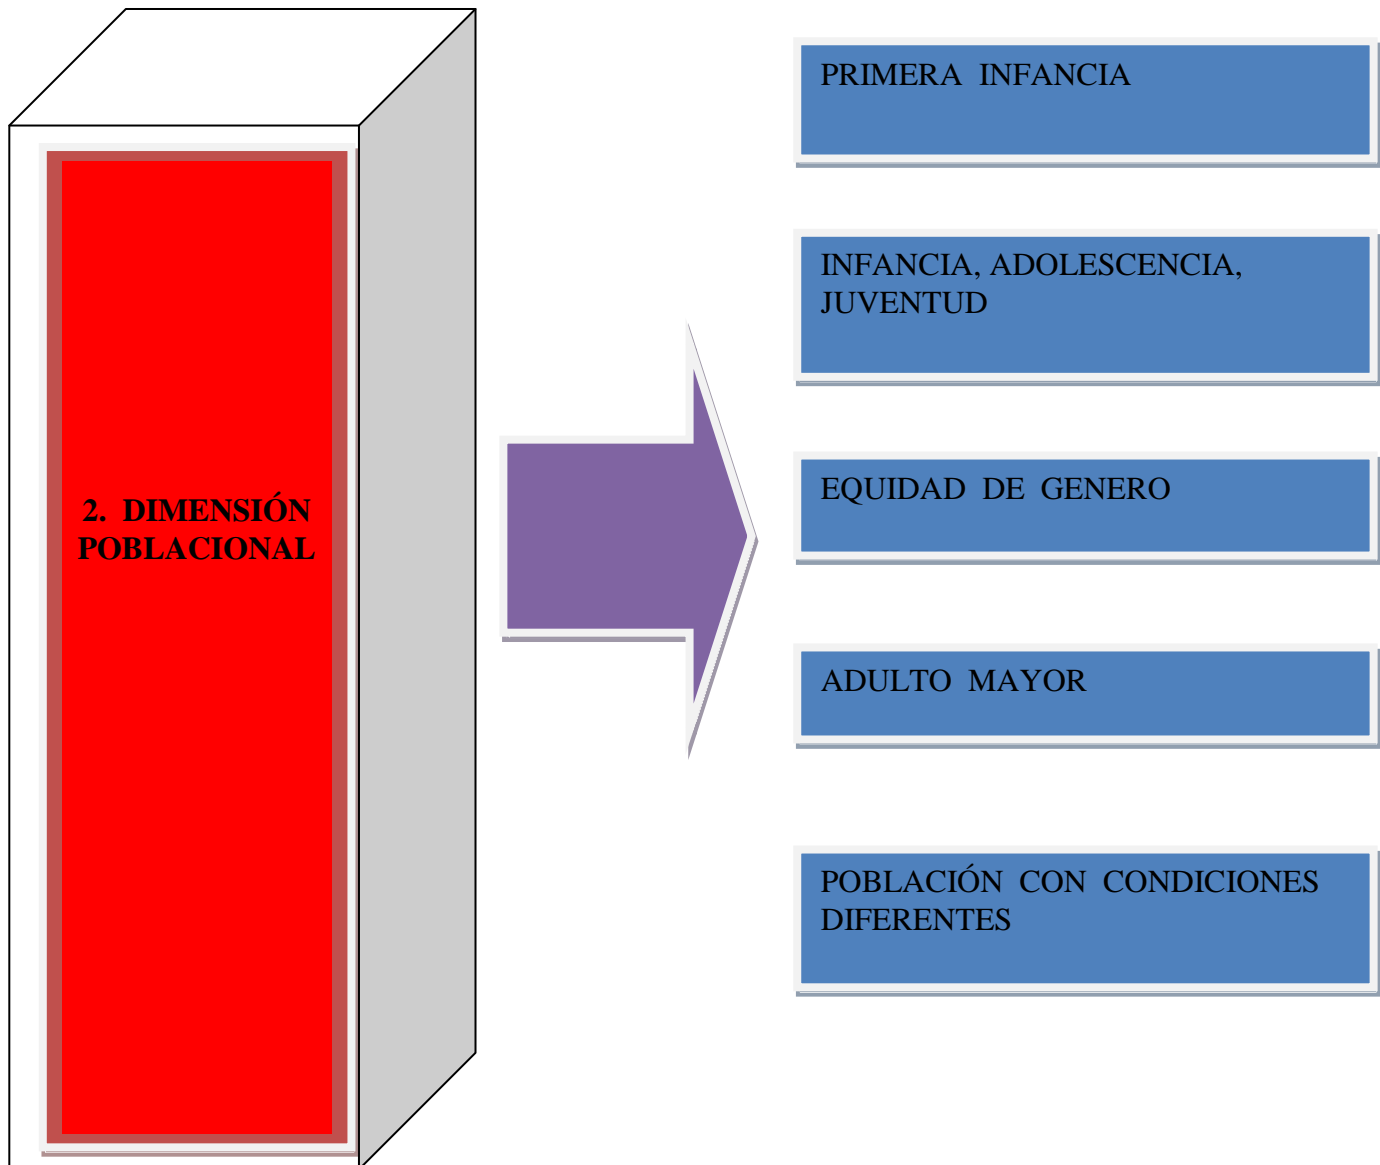 PRIMERA INFANCIA
INFANCIA, ADOLESCENCIA,
JUVENTUD
2. DIMENSIÓN
POBLACIONAL
EQUIDAD DE GENERO
ADULTO MAYOR
POBLACIÓN CON CONDICIONES
DIFERENTES